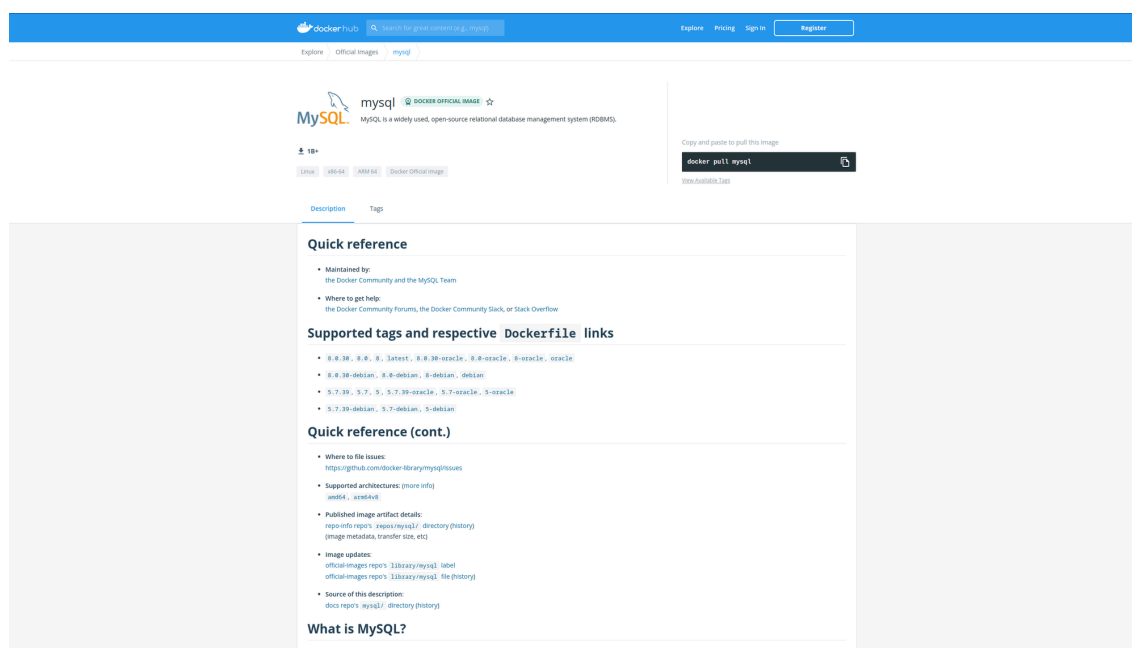 dockerhub
Search for great content (e.g., mysql)
Explore Pricing Sign In Register
Explore Official Images mysql
MySQL.
mysql DOCKER OFFICIAL IMAGE
MySQL is a widely used, open-source relational database management system (RDBMS).
1B+
Linux x86-64 ARM 64 Docker Official Image
Copy and paste to pull this image
docker pull mysql
View Available Tags
Description Tags
Quick reference
• Maintained by:
the Docker Community and the MySQL Team
• Where to get help:
the Docker Community Forums, the Docker Community Slack, or Stack Overflow
Supported tags and respective Dockerfile links
• 8.0.30, 8.0, 8, latest, 8.0.30-oracle, 8.0-oracle, 8-oracle, oracle
• 8.0.30-debian, 8.0-debian, 8-debian, debian
• 5.7.39, 5.7, 5, 5.7.39-oracle, 5.7-oracle, 5-oracle
• 5.7.39-debian, 5.7-debian, 5-debian
Quick reference (cont.)
• Where to file issues:
https://github.com/docker-library/mysql/issues
• Supported architectures: (more info)
amd64, arm64v8
• Published image artifact details:
repo-info repo's repos/mysql/ directory (history)
(image metadata, transfer size, etc)
• Image updates:
official-images repo's library/mysql label
official-images repo's library/mysql file (history)
• Source of this description:
docs repo's mysql/ directory (history)
What is MySQL?